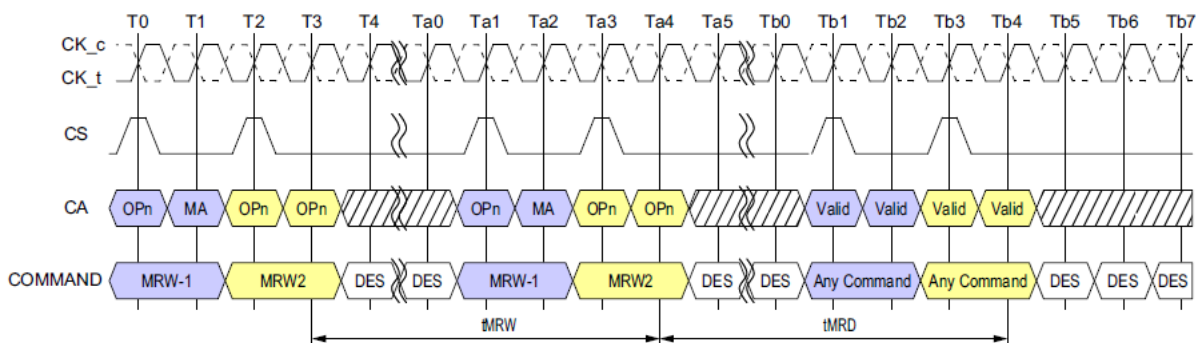 T0 T1 T2 T3 T4 Ta0 Ta1 Ta2 Ta3 Ta4 Ta5 Tb0 Tb1 Tb2 Tb3 Tb4 Tb5 Tb6 Tb7
CK_c
CK_t
CS
CA OPn MA OPn OPn OPn MA OPn OPn Valid Valid Valid Valid
COMMAND MRW-1 MRW2 DES DES MRW-1 MRW2 DES DES Any Command Any Command DES DES DES
tMRW tMRD